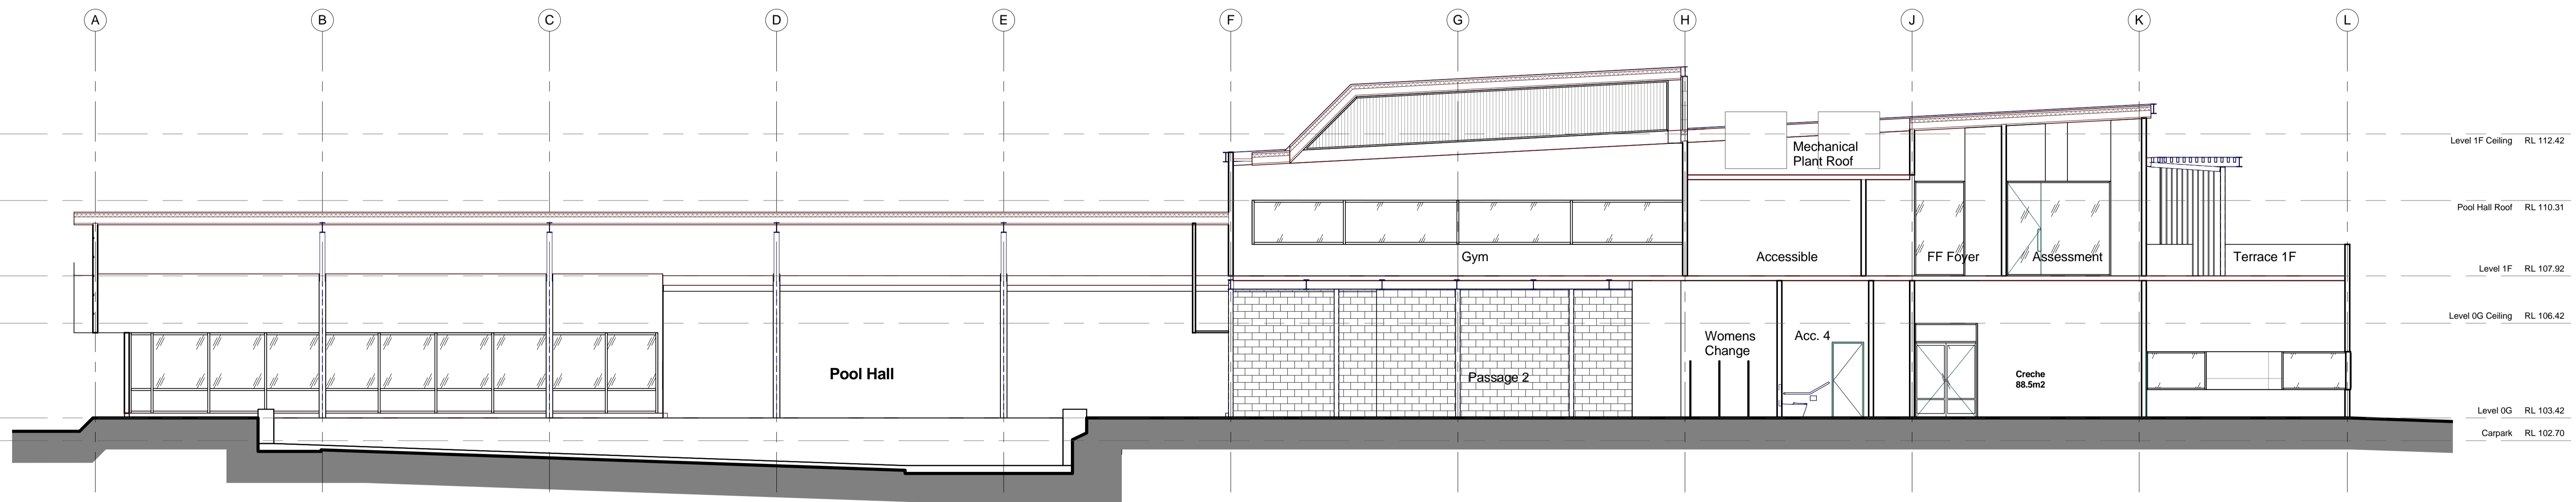 A
B
C
D
E
F
G
H
J
K
L
Mechanical
Plant Roof
Level 1F Ceiling RL 112.42
Pool Hall Roof RL 110.31
Gym
Accessible
FF Foyer
Assessment
Terrace 1F
Level 1F RL 107.92
Level 0G Ceiling RL 106.42
Womens
Change
Acc. 4
Pool Hall
Passage 2
Creche
88.5m2
Level 0G RL 103.42
Carpark RL 102.70